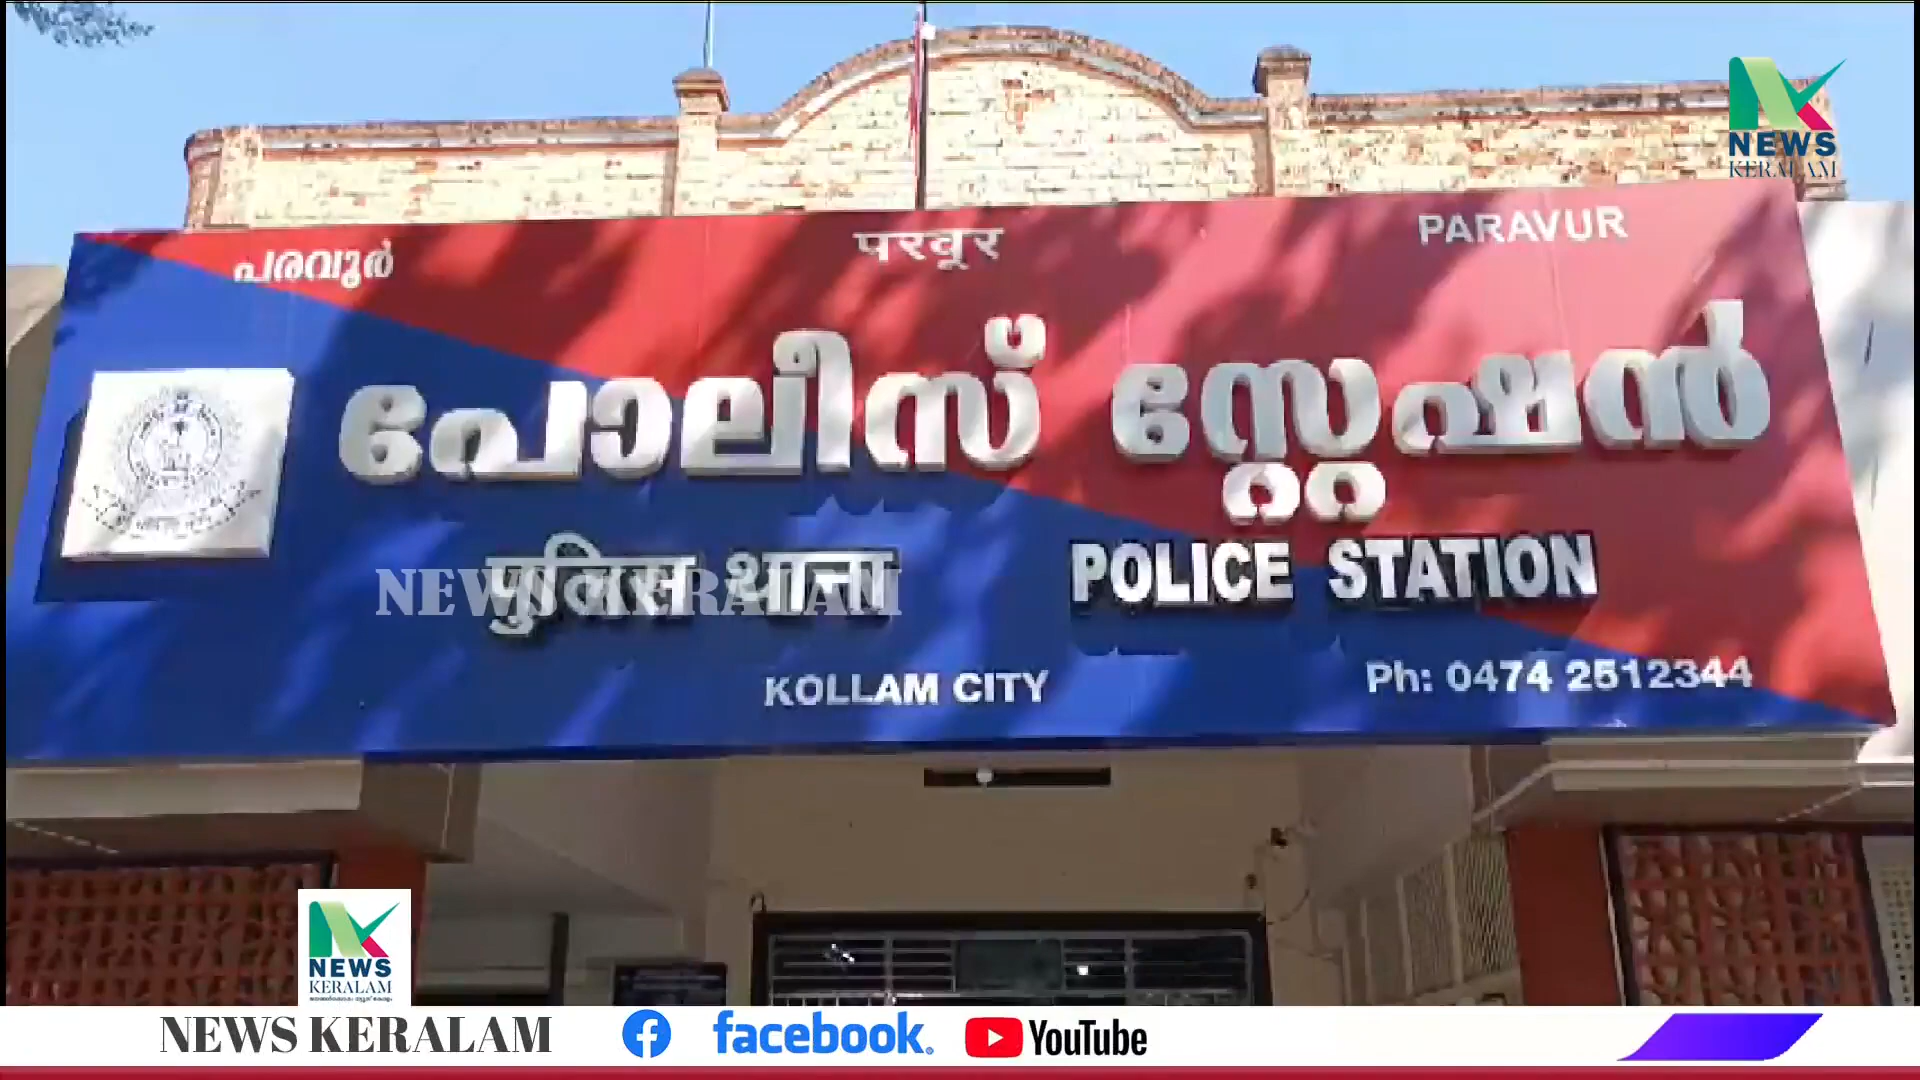 NEWS
KERALAM
പരവൂർ परवूर PARAVUR
പോലീസ് സ്റ്റേഷൻ
पुलिस थाना POLICE STATION
NEWS KERALAM
KOLLAM CITY Ph: 0474 2512344
NEWS
KERALAM
NEWS KERALAM facebook. YouTube